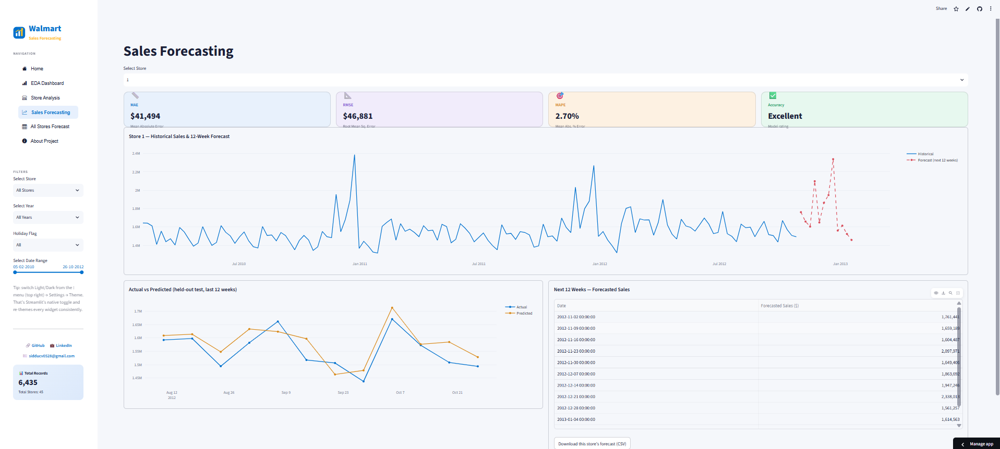 Share
Walmart
Sales Forecasting
NAVIGATION
Home
EDA Dashboard
Store Analysis
Sales Forecasting
All Stores Forecast
About Project
FILTERS
Select Store
All Stores
Select Year
All Years
Holiday Flag
All
Select Date Range
05-02-2010 26-10-2012
Tip: switch Light/Dark from the ⋮
menu (top right) → Settings → Theme.
That's Streamlit's native toggle and
re-themes every widget consistently.
GitHub LinkedIn
sidducv0528@gmail.com
Total Records
6,435
Total Stores: 45
Sales Forecasting
Select Store
1
MAE
$41,494
Mean Absolute Error
RMSE
$46,881
Root Mean Sq. Error
MAPE
2.70%
Mean Abs. % Error
Accuracy
Excellent
Model rating
Store 1 — Historical Sales & 12-Week Forecast
2.4M
2.2M
2M
1.8M
1.6M
1.4M
Jul 2010 Jan 2011 Jul 2011 Jan 2012 Jul 2012 Jan 2013
Historical
Forecast (next 12 weeks)
Actual vs Predicted (held-out test, last 12 weeks)
1.7M
1.65M
1.6M
1.55M
1.5M
1.45M
Aug 12 Aug 26 Sep 9 Sep 23 Oct 7 Oct 21
2012
Actual
Predicted
Next 12 Weeks — Forecasted Sales
Date Forecasted Sales ($)
2012-11-02 00:00:00 1,761,441
2012-11-09 00:00:00 1,659,189
2012-11-16 00:00:00 1,604,487
2012-11-23 00:00:00 2,097,971
2012-11-30 00:00:00 1,649,406
2012-12-07 00:00:00 1,863,692
2012-12-14 00:00:00 1,947,246
2012-12-21 00:00:00 2,338,013
2012-12-28 00:00:00 1,561,257
2013-01-04 00:00:00 1,614,563
Download this store's forecast (CSV)
Manage app